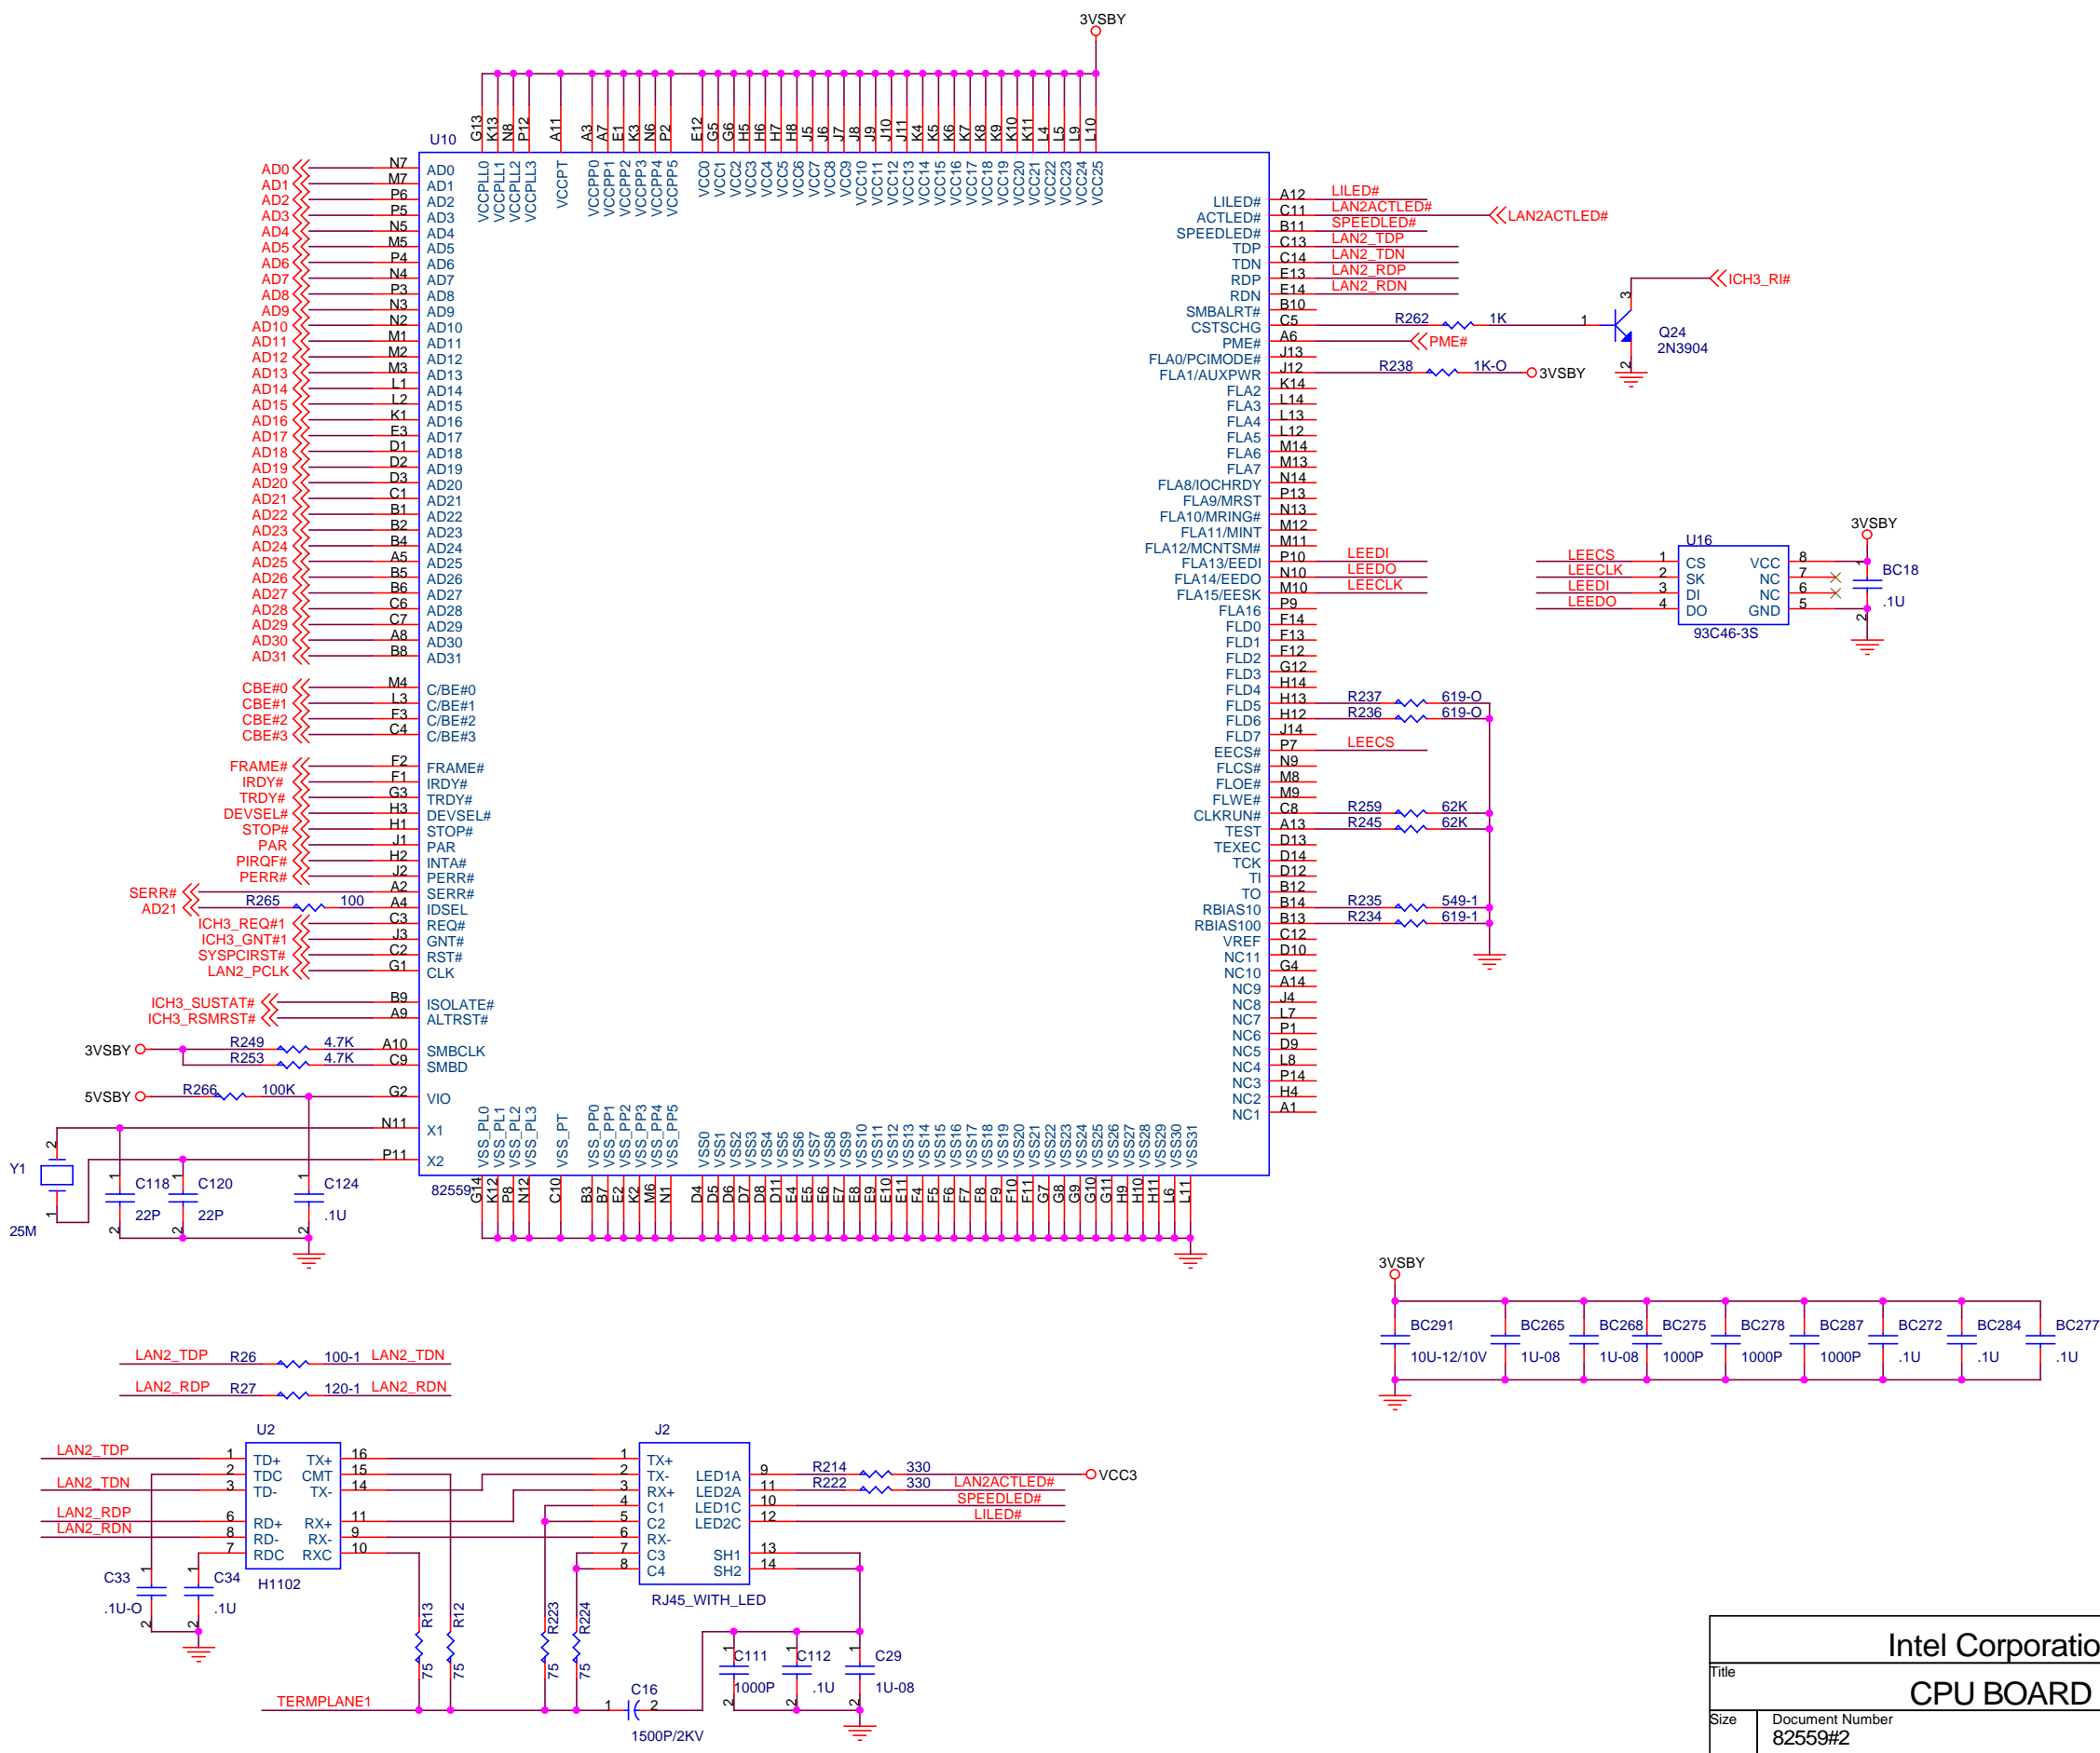 3VSBY
U10
G13 K13 N8 P12 A11 A3 A7 E1 K3 N6 P2 E12 G5 G6 H5 H6 H7 H8 J5 J6 J7 J8 J9 J10 J11 K4 K5 K6 K7 K8 K9 K10 K11 L4 L5 L9 L10
VCCPLL0 VCCPLL1 VCCPLL2 VCCPLL3 VCCPT VCCPP0 VCCPP1 VCCPP2 VCCPP3 VCCPP4 VCCPP5 VCC0 VCC1 VCC2 VCC3 VCC4 VCC5 VCC6 VCC7 VCC8 VCC9 VCC10 VCC11 VCC12 VCC13 VCC14 VCC15 VCC16 VCC17 VCC18 VCC19 VCC20 VCC21 VCC22 VCC23 VCC24 VCC25
AD0 N7 AD0
AD1 M7 AD1
AD2 P6 AD2
AD3 P5 AD3
AD4 N5 AD4
AD5 M5 AD5
AD6 P4 AD6
AD7 N4 AD7
AD8 P3 AD8
AD9 N3 AD9
AD10 N2 AD10
AD11 M1 AD11
AD12 M2 AD12
AD13 M3 AD13
AD14 L1 AD14
AD15 L2 AD15
AD16 K1 AD16
AD17 E3 AD17
AD18 D1 AD18
AD19 D2 AD19
AD20 D3 AD20
AD21 C1 AD21
AD22 B1 AD22
AD23 B2 AD23
AD24 B4 AD24
AD25 A5 AD25
AD26 B5 AD26
AD27 B6 AD27
AD28 C6 AD28
AD29 C7 AD29
AD30 A8 AD30
AD31 B8 AD31
CBE#0 M4 C/BE#0
CBE#1 L3 C/BE#1
CBE#2 F3 C/BE#2
CBE#3 C4 C/BE#3
FRAME# F2 FRAME#
IRDY# F1 IRDY#
TRDY# G3 TRDY#
DEVSEL# H3 DEVSEL#
STOP# H1 STOP#
PAR J1 PAR
PIRQF# H2 INTA#
PERR# J2 PERR#
SERR# A2 SERR#
AD21 R265 100 A4 IDSEL
ICH3_REQ#1 C3 REQ#
ICH3_GNT#1 J3 GNT#
SYSPCIRST# C2 RST#
LAN2_PCLK G1 CLK
ICH3_SUSTAT# B9 ISOLATE#
ICH3_RSMRST# A9 ALTRST#
3VSBY R249 4.7K A10 SMBCLK
R253 4.7K C9 SMBD
5VSBY R266 100K G2 VIO
N11 X1
P11 X2
Y1 2 1 25M
C118 1 2 22P
C120 1 2 22P
C124 1 2 .1U
82559
LILED# A12 LILED#
ACTLED# C11 LAN2ACTLED# LAN2ACTLED#
SPEEDLED# B11 SPEEDLED#
TDP C13 LAN2_TDP
TDN C14 LAN2_TDN
RDP E13 LAN2_RDP
RDN E14 LAN2_RDN
SMBALRT# B10
CSTSCHG C5 R262 1K 1 3 2 Q24 2N3904 ICH3_RI#
PME# A6 PME#
FLA0/PCIMODE# J13
FLA1/AUXPWR J12 R238 1K-O 3VSBY
FLA2 K14
FLA3 L14
FLA4 L13
FLA5 L12
FLA6 M14
FLA7 M13
FLA8/IOCHRDY N14
FLA9/MRST P13
FLA10/MRING# N13
FLA11/MINT M12
FLA12/MCNTSM# M11
FLA13/EEDI P10 LEEDI
FLA14/EEDO N10 LEEDO
FLA15/EESK M10 LEECLK
FLA16 P9
FLD0 F14
FLD1 F13
FLD2 F12
FLD3 G12
FLD4 H14
FLD5 H13 R237 619-O
FLD6 H12 R236 619-O
FLD7 J14
EECS# P7 LEECS
FLCS# N9
FLOE# M8
FLWE# M9
CLKRUN# C8 R259 62K
TEST A13 R245 62K
TEXEC D13
TCK D14
TI D12
TO B12
RBIAS10 B14 R235 549-1
RBIAS100 B13 R234 619-1
VREF C12
NC11 D10
NC10 G4
NC9 A14
NC8 J4
NC7 L7
NC6 P1
NC5 D9
NC4 L8
NC3 P14
NC2 H4
NC1 A1
VSS_PL0 VSS_PL1 VSS_PL2 VSS_PL3 VSS_PT VSS_PP0 VSS_PP1 VSS_PP2 VSS_PP3 VSS_PP4 VSS_PP5 VSS0 VSS1 VSS2 VSS3 VSS4 VSS5 VSS6 VSS7 VSS8 VSS9 VSS10 VSS11 VSS12 VSS13 VSS14 VSS15 VSS16 VSS17 VSS18 VSS19 VSS20 VSS21 VSS22 VSS23 VSS24 VSS25 VSS26 VSS27 VSS28 VSS29 VSS30 VSS31
G14 K12 P8 N12 C10 B3 B7 E2 K2 M6 N1 D4 D5 D6 D7 D8 D11 E4 E5 E6 E7 E8 E9 E10 E11 F4 F5 F6 F7 F8 F9 F10 F11 G7 G8 G9 G10 G11 H9 H10 H11 L6 L11
3VSBY
U16
LEECS 1 CS VCC 8
LEECLK 2 SK NC 7
LEEDI 3 DI NC 6
LEEDO 4 DO GND 5
93C46-3S
1 BC18 .1U 2
3VSBY
BC291 BC265 BC268 BC275 BC278 BC287 BC272 BC284 BC277
10U-12/10V 1U-08 1U-08 1000P 1000P 1000P .1U .1U .1U
LAN2_TDP R26 100-1 LAN2_TDN
LAN2_RDP R27 120-1 LAN2_RDN
U2
LAN2_TDP 1 TD+ TX+ 16
2 TDC CMT 15
LAN2_TDN 3 TD- TX- 14
LAN2_RDP 6 RD+ RX+ 11
LAN2_RDN 8 RD- RX- 9
7 RDC RXC 10
H1102
C33 1 2 .1U-O
C34 1 2 .1U
J2
1 TX+
2 TX- LED1A 9 R214 330 VCC3
3 RX+ LED2A 11 R222 330 LAN2ACTLED#
4 C1 LED1C 10 SPEEDLED#
5 C2 LED2C 12 LILED#
6 RX-
7 C3 SH1 13
8 C4 SH2 14
RJ45_WITH_LED
R13 75
R12 75
R223 75
R224 75
TERMPLANE1
C16 1 2 1500P/2KV
C111 1 2 1000P
C112 1 2 .1U
C29 1 2 1U-08
Intel Corporatio
Title
CPU BOARD
Size Document Number
82559#2